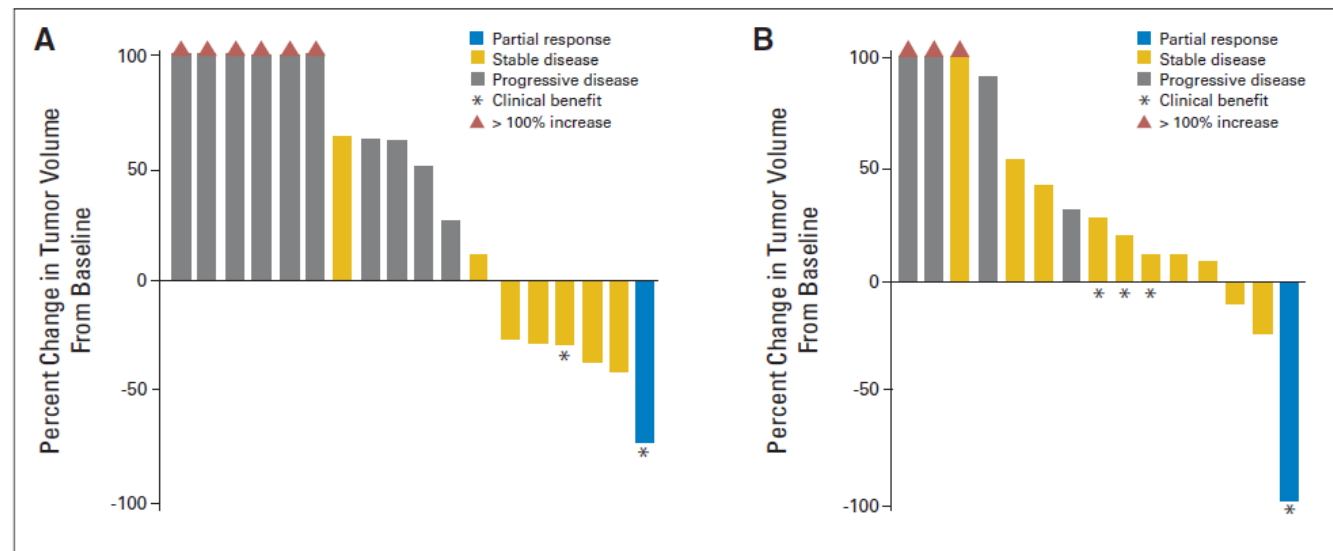 A
Percent Change in Tumor Volume
From Baseline
100
50
0
-50
-100
Partial response
Stable disease
Progressive disease
* Clinical benefit
> 100% increase
*
*
B
Percent Change in Tumor Volume
From Baseline
100
50
0
-50
-100
Partial response
Stable disease
Progressive disease
* Clinical benefit
> 100% increase
* * *
*